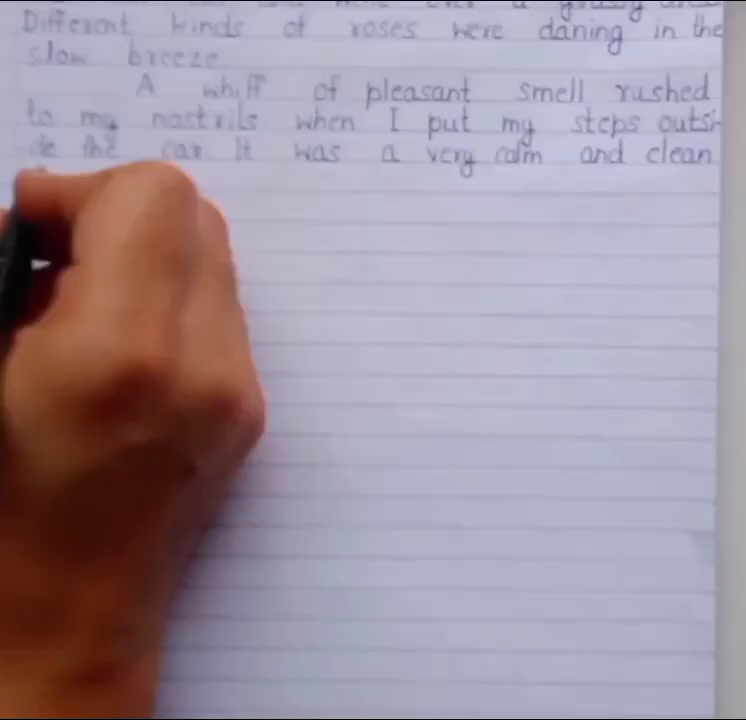 Different kinds of roses were daning in the
slow breeze
A whiff of pleasant smell rushed
to my nostrils when I put my steps outsi-
de the car It was a very calm and clean